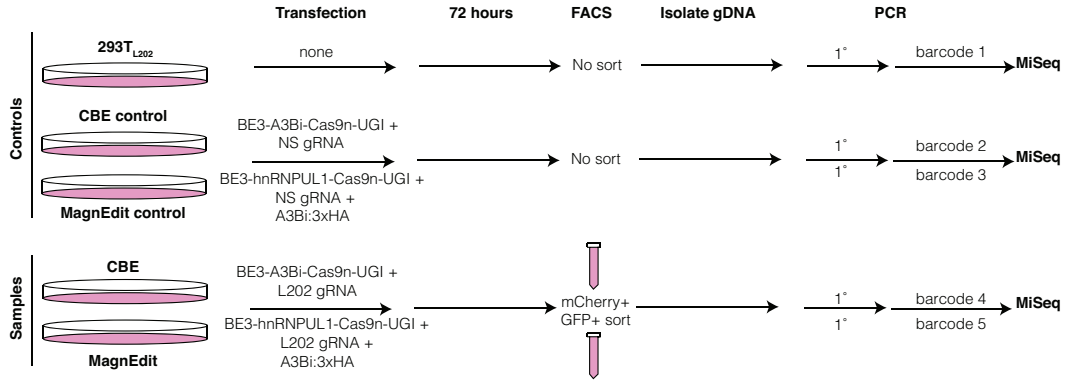 Transfection 72 hours FACS Isolate gDNA PCR
Controls
293T_L202
none
No sort
1°
barcode 1
MiSeq
CBE control
BE3-A3Bi-Cas9n-UGI +
NS gRNA
BE3-hnRNPUL1-Cas9n-UGI +
NS gRNA +
A3Bi:3xHA
MagnEdit control
No sort
1°
1°
barcode 2
barcode 3
MiSeq
Samples
CBE
BE3-A3Bi-Cas9n-UGI +
L202 gRNA
BE3-hnRNPUL1-Cas9n-UGI +
L202 gRNA +
A3Bi:3xHA
MagnEdit
mCherry+
GFP+ sort
1°
1°
barcode 4
barcode 5
MiSeq